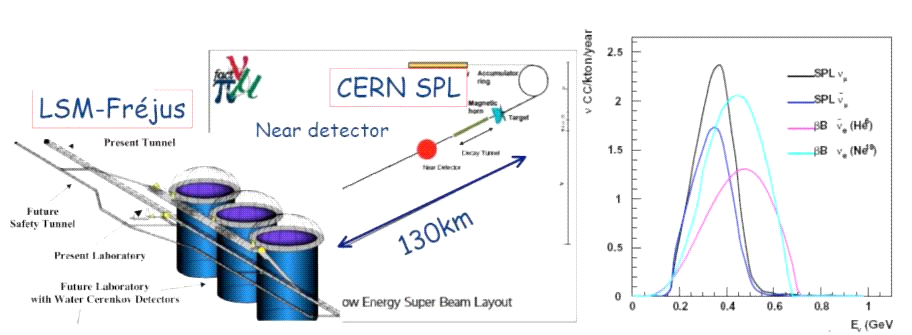 LSM-Fréjus
Present Tunnel
Future
Safety Tunnel
Present Laboratory
Future Laboratory
with Water Cerenkov Detectors
fact
πνμ
CERN SPL
Near detector
Accumulator
ring
Magnetic
horn
Target
Decay Tunnel
Near Detector
130km
ow Energy Super Beam Layout
ν CC/kton/year
2.5
2
1.5
1
0.5
0
0.2
0.4
0.6
0.8
1
Eν (GeV
SPL νμ
SPL ν̄μ
βB ν̄e (He6)
βB νe (Ne18)